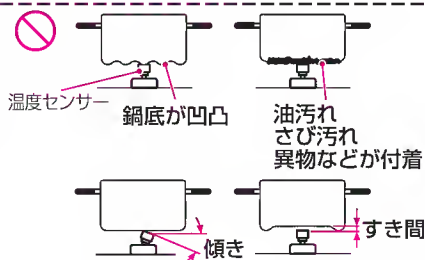 温度センサー
鍋底が凹凸
油汚れ
さび汚れ
異物などが付着
傾き
すき間